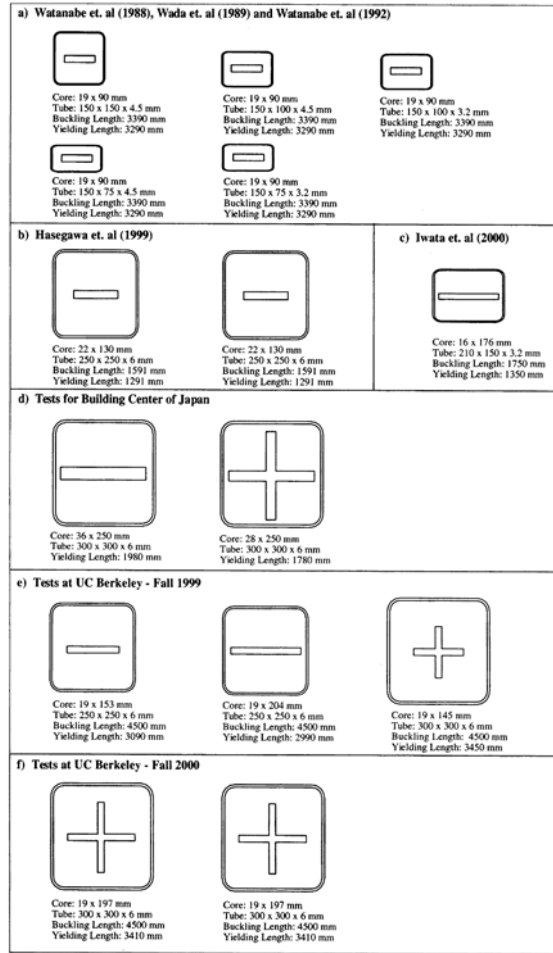 a) Watanabe et. al (1988), Wada et. al (1989) and Watanabe et. al (1992)
Core: 19 x 90 mm
Tube: 150 x 150 x 4.5 mm
Buckling Length: 3390 mm
Yielding Length: 3290 mm
Core: 19 x 90 mm
Tube: 150 x 100 x 4.5 mm
Buckling Length: 3390 mm
Yielding Length: 3290 mm
Core: 19 x 90 mm
Tube: 150 x 100 x 3.2 mm
Buckling Length: 3390 mm
Yielding Length: 3290 mm
Core: 19 x 90 mm
Tube: 150 x 75 x 4.5 mm
Buckling Length: 3390 mm
Yielding Length: 3290 mm
Core: 19 x 90 mm
Tube: 150 x 75 x 3.2 mm
Buckling Length: 3390 mm
Yielding Length: 3290 mm
b) Hasegawa et. al (1999)
Core: 22 x 130 mm
Tube: 250 x 250 x 6 mm
Buckling Length: 1591 mm
Yielding Length: 1291 mm
Core: 22 x 130 mm
Tube: 250 x 250 x 6 mm
Buckling Length: 1591 mm
Yielding Length: 1291 mm
c) Iwata et. al (2000)
Core: 16 x 176 mm
Tube: 210 x 150 x 3.2 mm
Buckling Length: 1750 mm
Yielding Length: 1350 mm
d) Tests for Building Center of Japan
Core: 36 x 250 mm
Tube: 300 x 300 x 6 mm
Yielding Length: 1980 mm
Core: 28 x 250 mm
Tube: 300 x 300 x 6 mm
Yielding Length: 1780 mm
e) Tests at UC Berkeley - Fall 1999
Core: 19 x 153 mm
Tube: 250 x 250 x 6 mm
Buckling Length: 4500 mm
Yielding Length: 3090 mm
Core: 19 x 204 mm
Tube: 250 x 250 x 6 mm
Buckling Length: 4500 mm
Yielding Length: 2990 mm
Core: 19 x 145 mm
Tube: 300 x 300 x 6 mm
Buckling Length: 4500 mm
Yielding Length: 3450 mm
f) Tests at UC Berkeley - Fall 2000
Core: 19 x 197 mm
Tube: 300 x 300 x 6 mm
Buckling Length: 4500 mm
Yielding Length: 3410 mm
Core: 19 x 197 mm
Tube: 300 x 300 x 6 mm
Buckling Length: 4500 mm
Yielding Length: 3410 mm